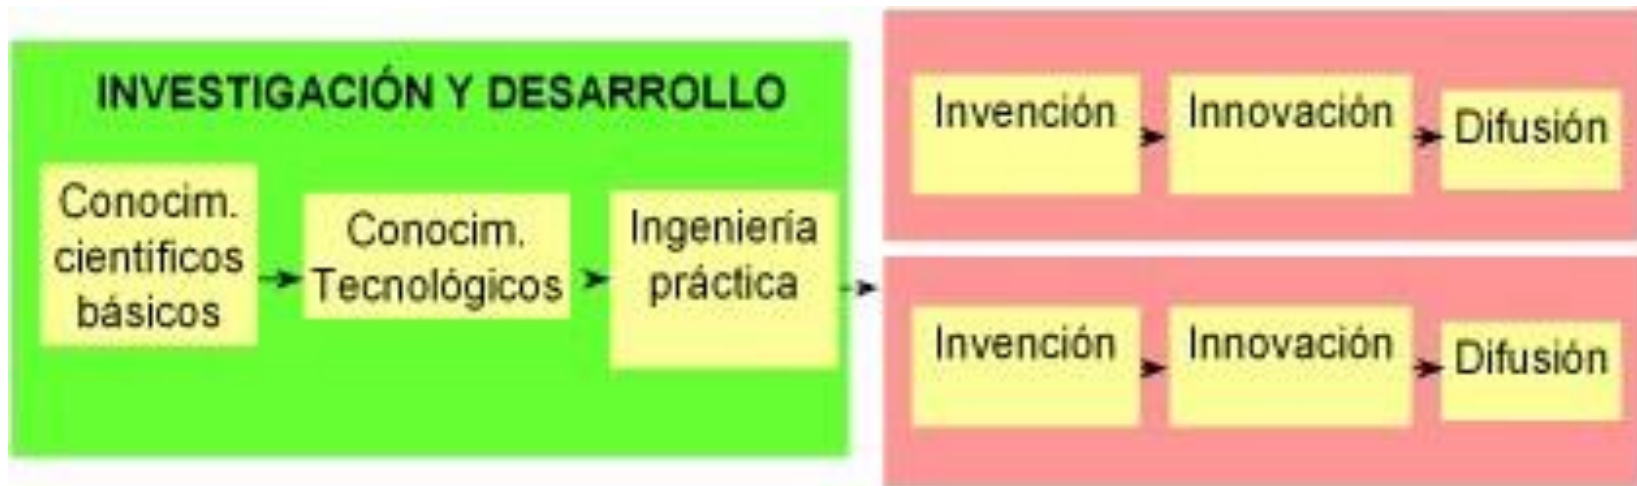 INVESTIGACIÓN Y DESARROLLO
Conocim.
científicos
básicos
Conocim.
Tecnológicos
Ingeniería
práctica
Invención
Innovación
Difusión
Invención
Innovación
Difusión